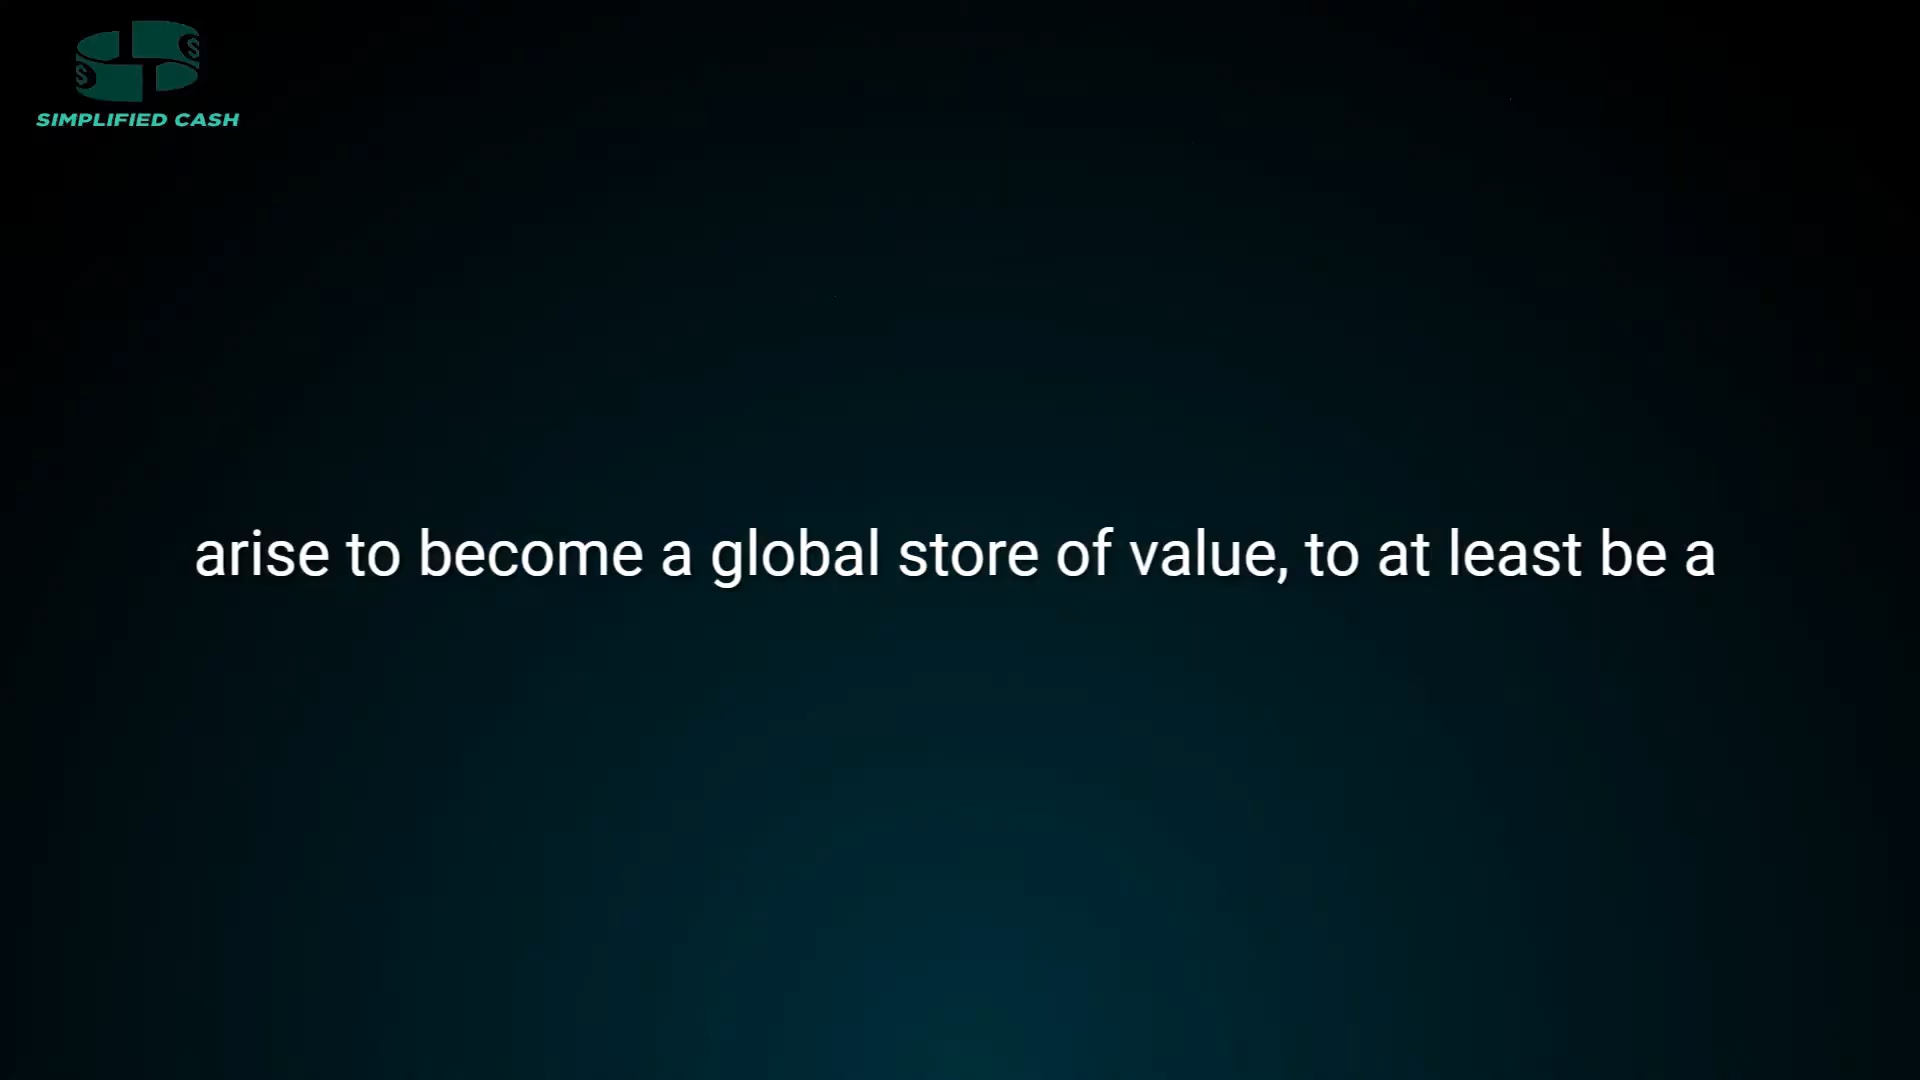 SIMPLIFIED CASH
arise to become a global store of value, to at least be a